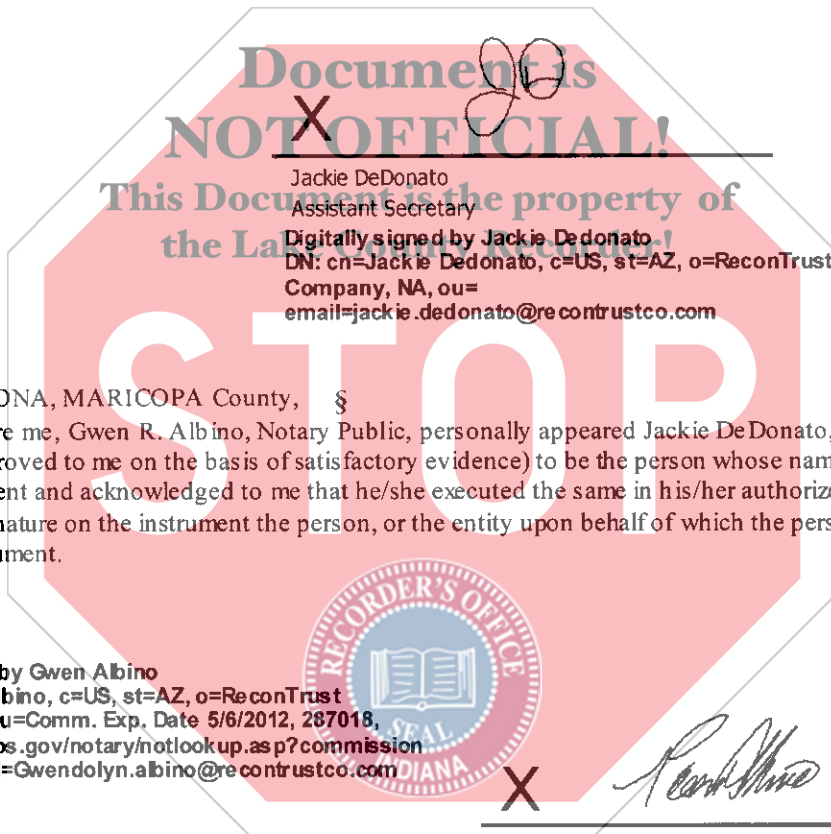 Document is
NOT OFFICIAL!
This Document is the property of
the Lake County Recorder!
STOP
X
Jackie DeDonato
Assistant Secretary
Digitally signed by Jackie Dedonato
DN: cn=Jackie Dedonato, c=US, st=AZ, o=ReconTrust
Company, NA, ou=
email=jackie.dedonato@recontrustco.com
ONA, MARICOPA County, §
re me, Gwen R. Albino, Notary Public, personally appeared Jackie DeDonato,
roved to me on the basis of satisfactory evidence) to be the person whose nam
ent and acknowledged to me that he/she executed the same in his/her authoriz
nature on the instrument the person, or the entity upon behalf of which the pers
ument.
RECORDER'S OFFICE
SEAL
INDIANA
by Gwen Albino
bino, c=US, st=AZ, o=ReconTrust
u=Comm. Exp. Date 5/6/2012, 287018,
os.gov/notary/notlookup.asp?commission
=Gwendolyn.albino@recontrustco.com
X